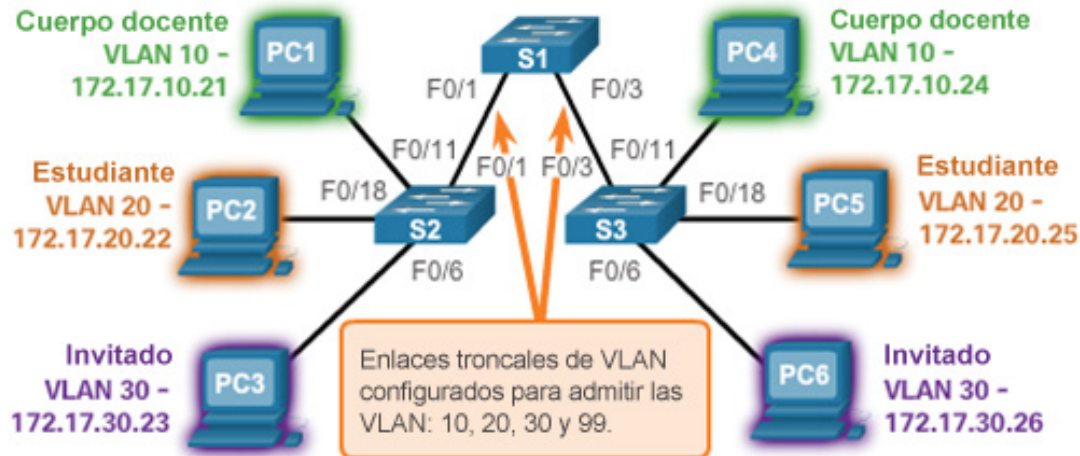 Cuerpo docente
VLAN 10 –
172.17.10.21
PC1
S1
PC4
Cuerpo docente
VLAN 10 –
172.17.10.24
F0/1
F0/3
F0/11
F0/1
F0/3
F0/11
Estudiante
VLAN 20 –
172.17.20.22
PC2
F0/18
S2
S3
F0/18
PC5
Estudiante
VLAN 20 –
172.17.20.25
F0/6
F0/6
Invitado
VLAN 30 –
172.17.30.23
PC3
Enlaces troncales de VLAN
configurados para admitir las
VLAN: 10, 20, 30 y 99.
PC6
Invitado
VLAN 30 –
172.17.30.26